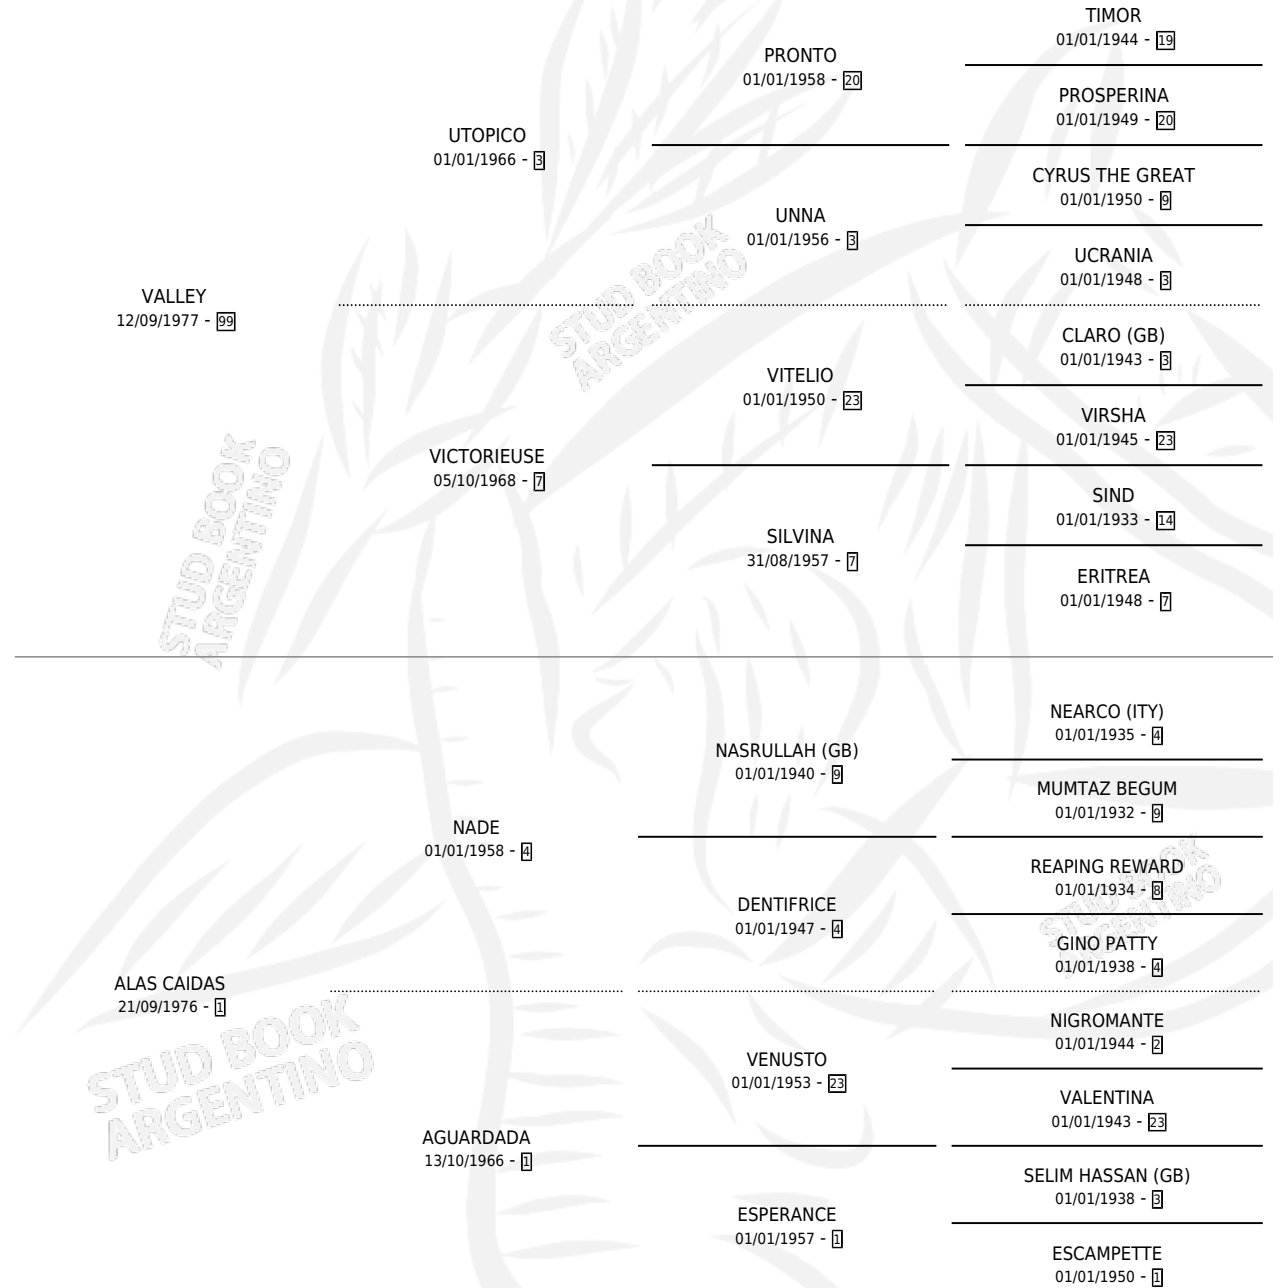 TIMOR
01/01/1944 - 19
PRONTO
01/01/1958 - 20
PROSPERINA
01/01/1949 - 20
UTOPICO
01/01/1966 - 3
CYRUS THE GREAT
01/01/1950 - 9
UNNA
01/01/1956 - 3
UCRANIA
01/01/1948 - 3
VALLEY
12/09/1977 - 99
CLARO (GB)
01/01/1943 - 3
VITELIO
01/01/1950 - 23
VIRSHA
01/01/1945 - 23
VICTORIEUSE
05/10/1968 - 7
SIND
01/01/1933 - 14
SILVINA
31/08/1957 - 7
ERITREA
01/01/1948 - 7
NEARCO (ITY)
01/01/1935 - 4
NASRULLAH (GB)
01/01/1940 - 9
MUMTAZ BEGUM
01/01/1932 - 9
NADE
01/01/1958 - 4
REAPING REWARD
01/01/1934 - 8
DENTIFRICE
01/01/1947 - 4
GINO PATTY
01/01/1938 - 4
ALAS CAIDAS
21/09/1976 - 1
NIGROMANTE
01/01/1944 - 2
VENUSTO
01/01/1953 - 23
VALENTINA
01/01/1943 - 23
AGUARDADA
13/10/1966 - 1
SELIM HASSAN (GB)
01/01/1938 - 3
ESPERANCE
01/01/1957 - 1
ESCAMPETTE
01/01/1950 - 1
STUD BOOK
ARGENTINO
STUD BOOK
ARGENTINO
STUD BOOK
ARGENTINO
STUD BOOK
ARGENTINO